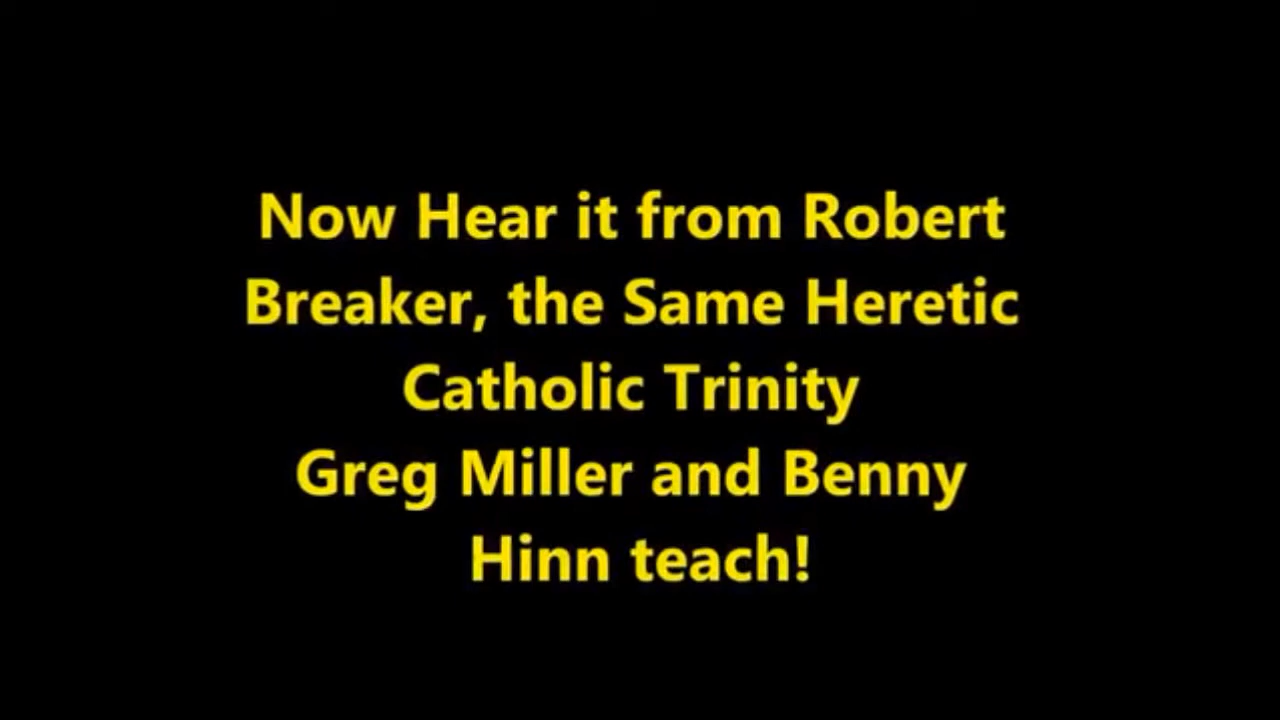 Now Hear it from Robert
Breaker, the Same Heretic
Catholic Trinity
Greg Miller and Benny
Hinn teach!